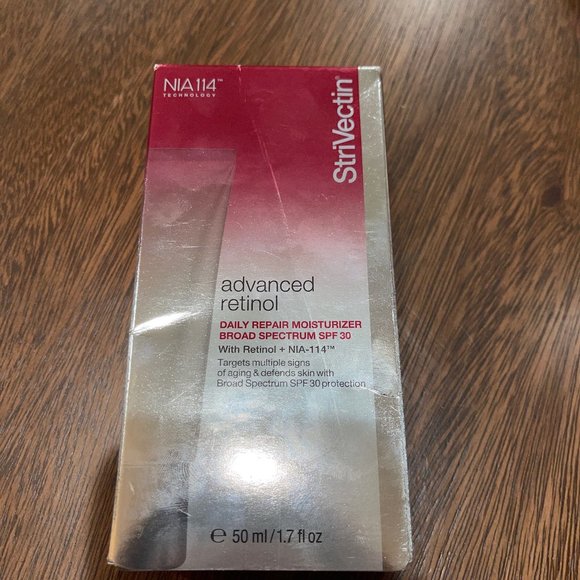 NIA114™
TECHNOLOGY
StriVectin®
advanced
retinol
DAILY REPAIR MOISTURIZER
BROAD SPECTRUM SPF 30
With Retinol + NIA-114™
Targets multiple signs
of aging & defends skin with
Broad Spectrum SPF 30 protection
℮ 50 ml/1.7 fl oz